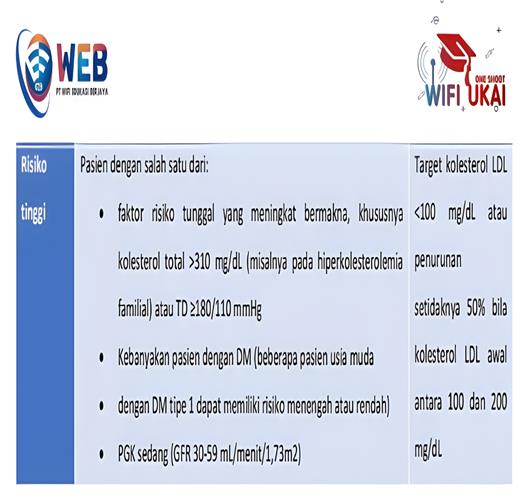 WEB
PT WIFI EDUKASI BERJAYA
ONE SHOOT
WIFI UKAI
Risiko
tinggi
Pasien dengan salah satu dari:
• faktor risiko tunggal yang meningkat bermakna, khususnya
kolesterol total >310 mg/dL (misalnya pada hiperkolesterolemia
familial) atau TD ≥180/110 mmHg
• Kebanyakan pasien dengan DM (beberapa pasien usia muda
• dengan DM tipe 1 dapat memiliki risiko menengah atau rendah)
• PGK sedang (GFR 30-59 mL/menit/1,73m2)
Target kolesterol LDL
<100 mg/dL atau
penurunan
setidaknya 50% bila
kolesterol LDL awal
antara 100 dan 200
mg/dL